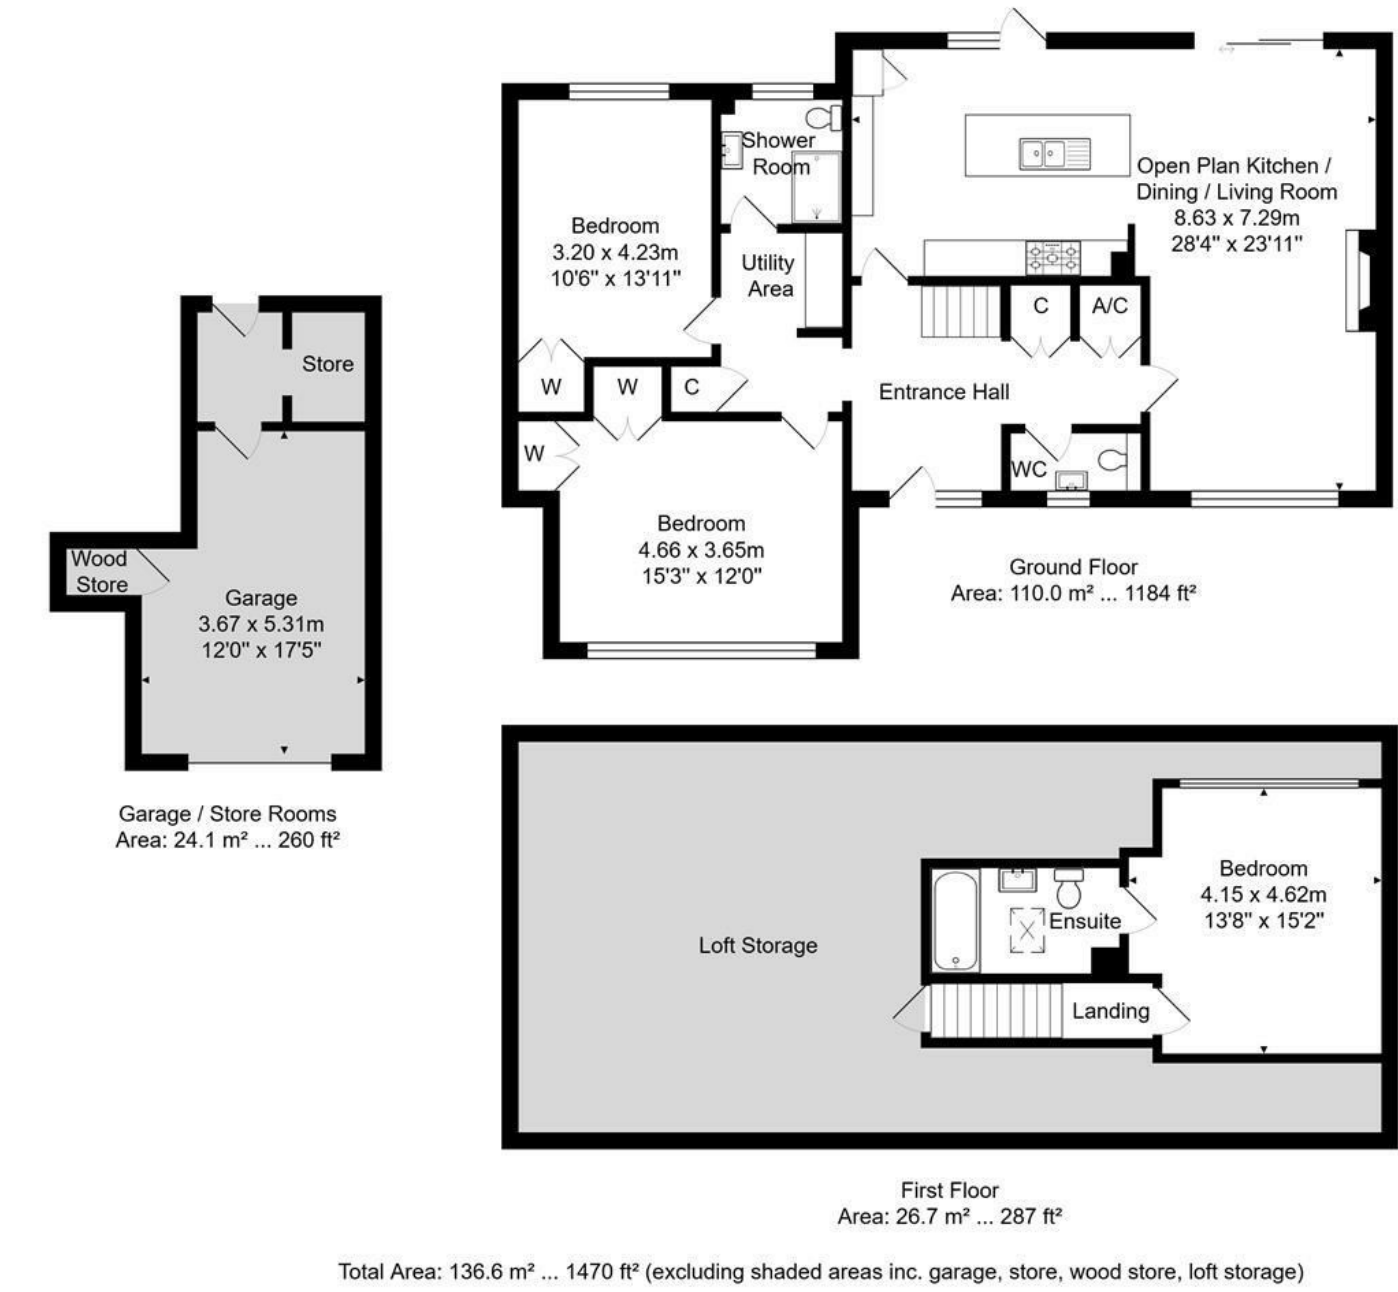 Open Plan Kitchen /
Dining / Living Room
8.63 x 7.29m
28'4" x 23'11"
Shower
Room
Bedroom
3.20 x 4.23m
10'6" x 13'11"
Utility
Area
C
A/C
Entrance Hall
W
W
C
W
WC
Bedroom
4.66 x 3.65m
15'3" x 12'0"
Ground Floor
Area: 110.0 m² ... 1184 ft²
Store
Wood
Store
Garage
3.67 x 5.31m
12'0" x 17'5"
Garage / Store Rooms
Area: 24.1 m² ... 260 ft²
Bedroom
4.15 x 4.62m
13'8" x 15'2"
Ensuite
Loft Storage
Landing
First Floor
Area: 26.7 m² ... 287 ft²
Total Area: 136.6 m² ... 1470 ft² (excluding shaded areas inc. garage, store, wood store, loft storage)